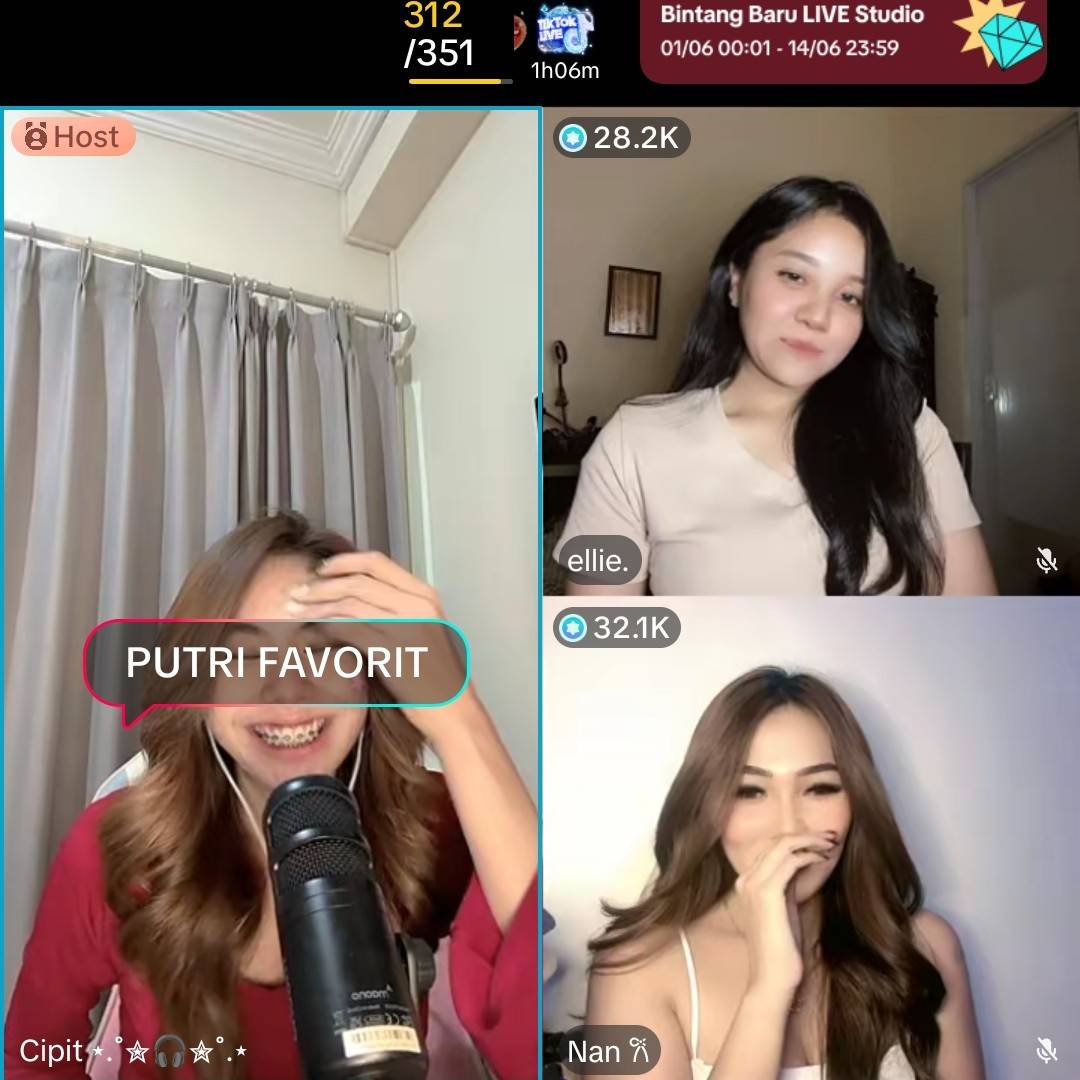 312
/351
TikTok
LIVE
1h06m
Bintang Baru LIVE Studio
01/06 00:01 - 14/06 23:59
Host
28.2K
ellie.
32.1K
PUTRI FAVORIT
maono
Cipit ⋆.˚✮🎧✮˚.⋆
Nan 𐙚